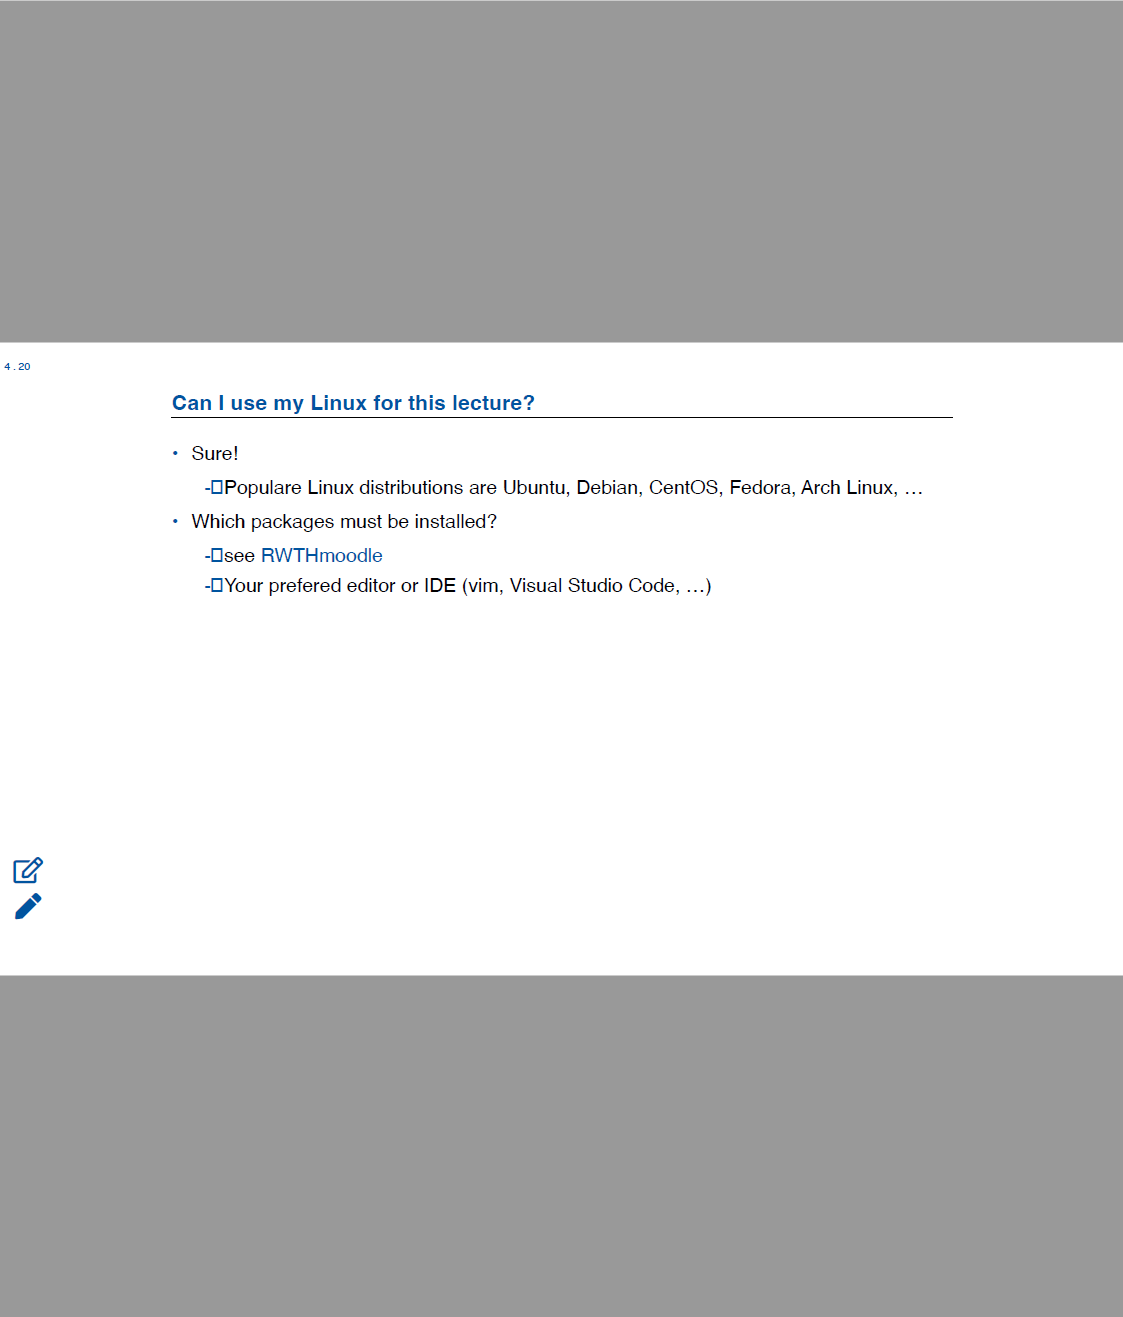 4 . 20
Can I use my Linux for this lecture?
• Sure!
-□Populare Linux distributions are Ubuntu, Debian, CentOS, Fedora, Arch Linux, …
• Which packages must be installed?
-□see RWTHmoodle
-□Your prefered editor or IDE (vim, Visual Studio Code, …)